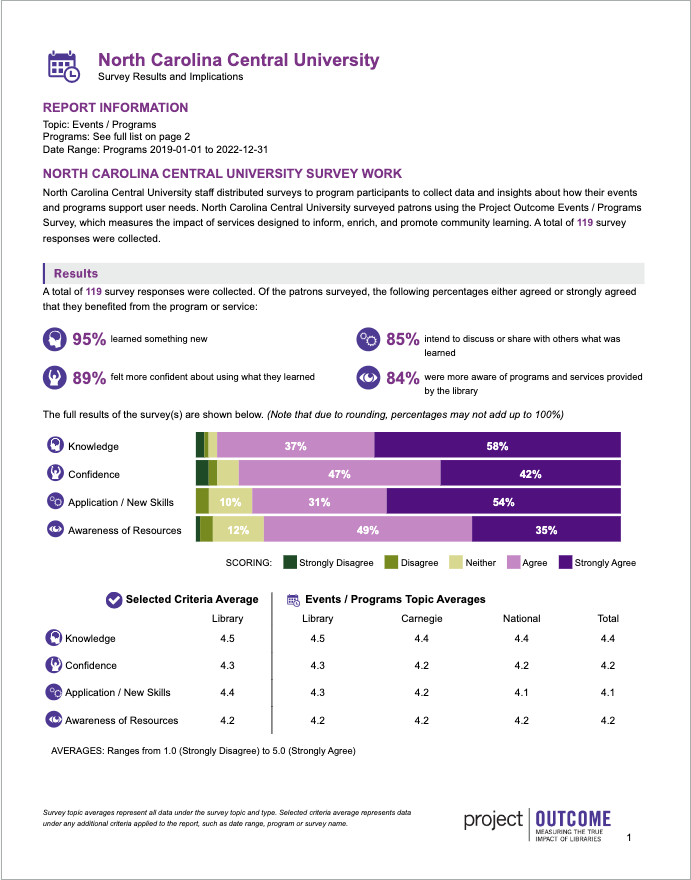 North Carolina Central University
Survey Results and Implications
REPORT INFORMATION
Topic: Events / Programs
Programs: See full list on page 2
Date Range: Programs 2019-01-01 to 2022-12-31
NORTH CAROLINA CENTRAL UNIVERSITY SURVEY WORK
North Carolina Central University staff distributed surveys to program participants to collect data and insights about how their events
and programs support user needs. North Carolina Central University surveyed patrons using the Project Outcome Events / Programs
Survey, which measures the impact of services designed to inform, enrich, and promote community learning. A total of 119 survey
responses were collected.
Results
A total of 119 survey responses were collected. Of the patrons surveyed, the following percentages either agreed or strongly agreed
that they benefited from the program or service:
95% learned something new
85% intend to discuss or share with others what was
learned
89% felt more confident about using what they learned
84% were more aware of programs and services provided
by the library
The full results of the survey(s) are shown below. (Note that due to rounding, percentages may not add up to 100%)
Knowledge 37% 58%
Confidence 47% 42%
Application / New Skills 10% 31% 54%
Awareness of Resources 12% 49% 35%
SCORING: Strongly Disagree Disagree Neither Agree Strongly Agree
Selected Criteria Average Events / Programs Topic Averages
Library Library Carnegie National Total
Knowledge 4.5 4.5 4.4 4.4 4.4
Confidence 4.3 4.3 4.2 4.2 4.2
Application / New Skills 4.4 4.3 4.2 4.1 4.1
Awareness of Resources 4.2 4.2 4.2 4.2 4.2
AVERAGES: Ranges from 1.0 (Strongly Disagree) to 5.0 (Strongly Agree)
Survey topic averages represent all data under the survey topic and type. Selected criteria average represents data
under any additional criteria applied to the report, such as date range, program or survey name.
project OUTCOME
MEASURING THE TRUE
IMPACT OF LIBRARIES
1